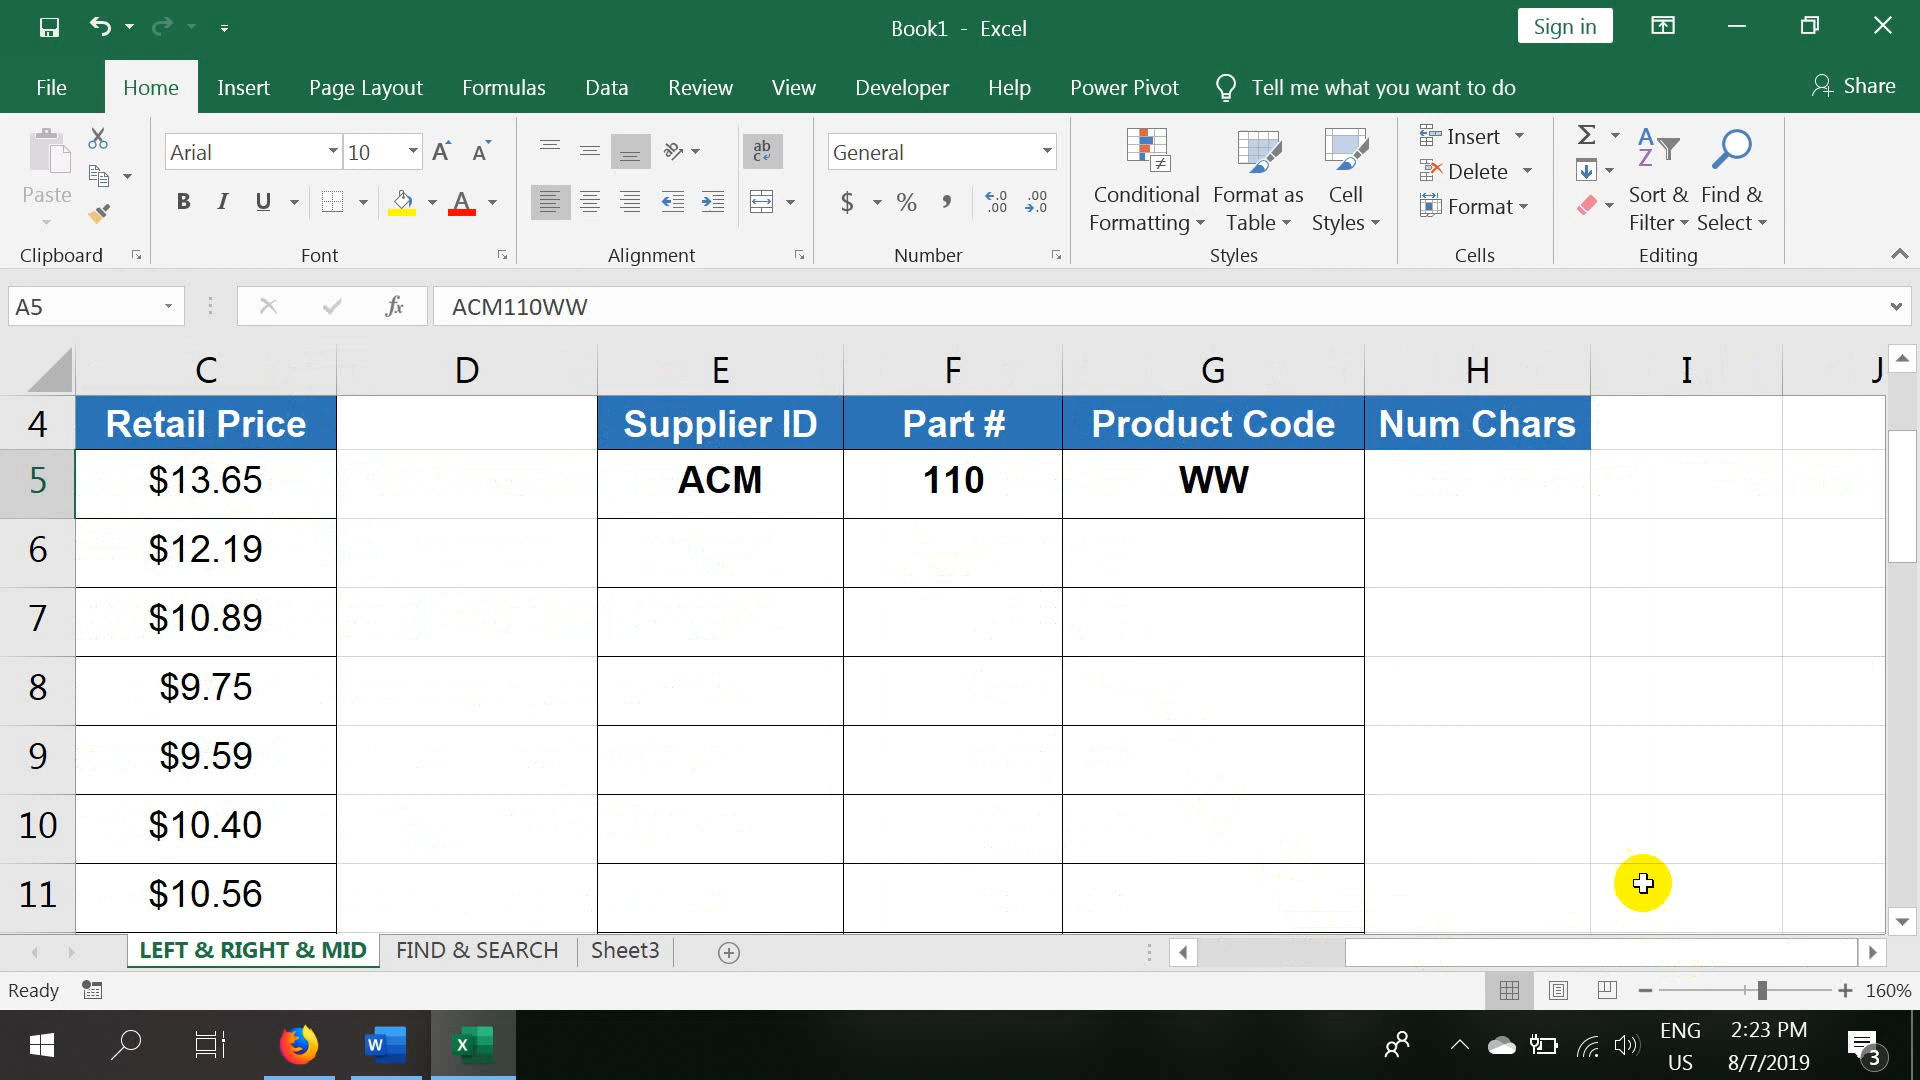 Book1 - Excel
Sign in
File Home Insert Page Layout Formulas Data Review View Developer Help Power Pivot Tell me what you want to do Share
Paste
Clipboard
Arial 10
B I U
Font
Alignment
General
$ % ,
Number
Conditional Formatting
Format as Table
Cell Styles
Styles
Insert
Delete
Format
Cells
Sort & Filter
Find & Select
Editing
A5 fx ACM110WW
C D E F G H I J
4 Retail Price Supplier ID Part # Product Code Num Chars
5 $13.65 ACM 110 WW
6 $12.19
7 $10.89
8 $9.75
9 $9.59
10 $10.40
11 $10.56
LEFT & RIGHT & MID FIND & SEARCH Sheet3
Ready 160%
ENG 2:23 PM
US 8/7/2019 3